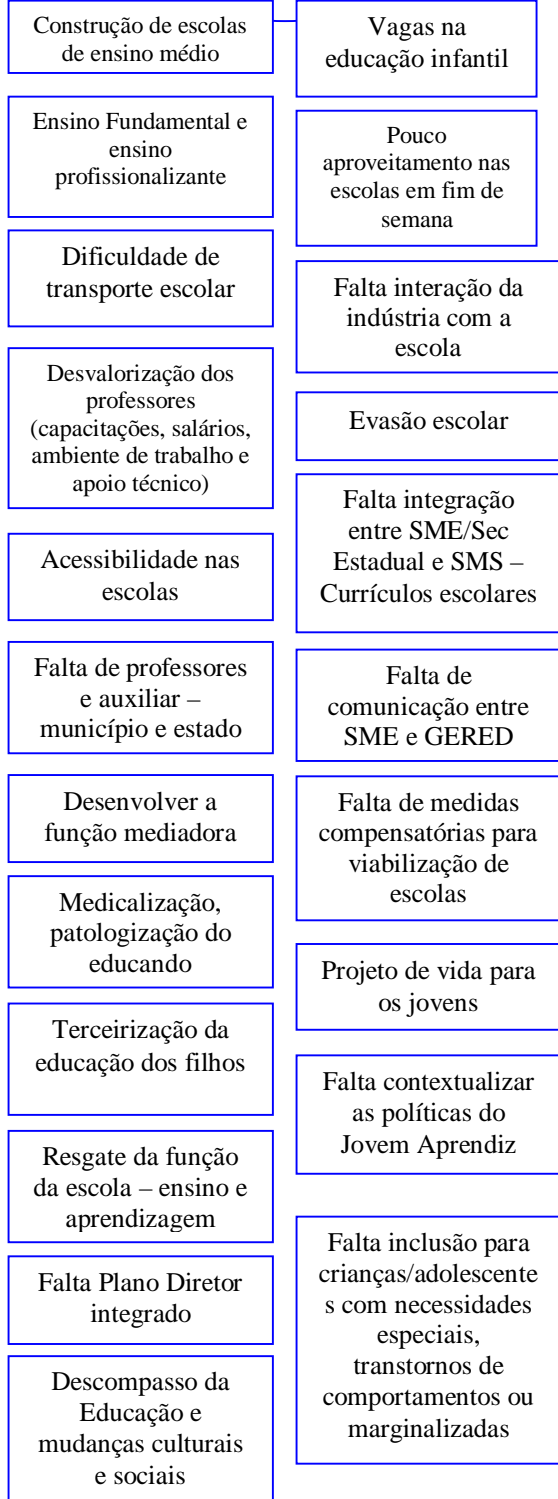 Construção de escolas
de ensino médio
Ensino Fundamental e
ensino
profissionalizante
Dificuldade de
transporte escolar
Desvalorização dos
professores
(capacitações, salários,
ambiente de trabalho e
apoio técnico)
Acessibilidade nas
escolas
Falta de professores
e auxiliar –
município e estado
Desenvolver a
função mediadora
Medicalização,
patologização do
educando
Terceirização da
educação dos filhos
Resgate da função
da escola – ensino e
aprendizagem
Falta Plano Diretor
integrado
Descompasso da
Educação e
mudanças culturais
e sociais
Vagas na
educação infantil
Pouco
aproveitamento nas
escolas em fim de
semana
Falta interação da
indústria com a
escola
Evasão escolar
Falta integração
entre SME/Sec
Estadual e SMS –
Currículos escolares
Falta de
comunicação entre
SME e GERED
Falta de medidas
compensatórias para
viabilização de
escolas
Projeto de vida para
os jovens
Falta contextualizar
as políticas do
Jovem Aprendiz
Falta inclusão para
crianças/adolescente
s com necessidades
especiais,
transtornos de
comportamentos ou
marginalizadas